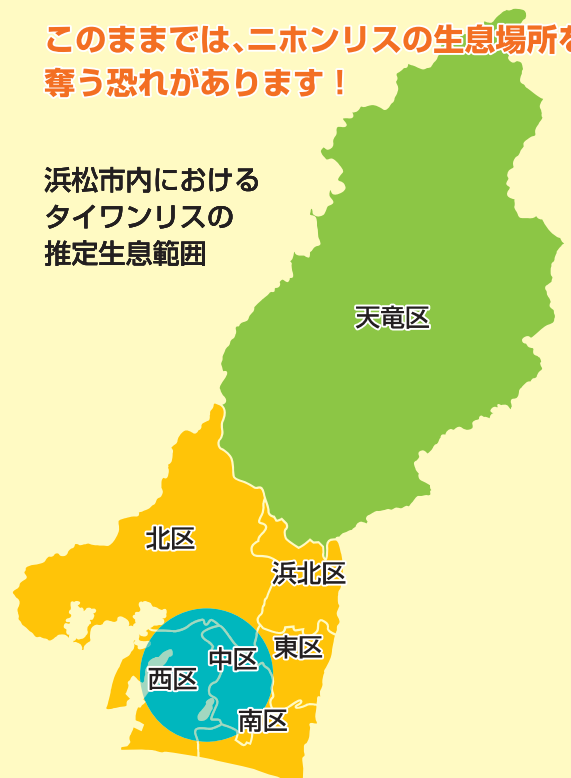 このままでは、ニホンリスの生息場所を
奪う恐れがあります！
浜松市内における
タイワンリスの
推定生息範囲
天竜区
北区
浜北区
東区
中区
西区
南区